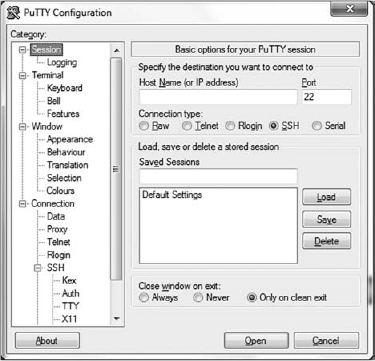 PuTTY Configuration
Category:
Session
Logging
Terminal
Keyboard
Bell
Features
Window
Appearance
Behaviour
Translation
Selection
Colours
Connection
Data
Proxy
Telnet
Rlogin
SSH
Kex
Auth
TTY
X11
Basic options for your PuTTY session
Specify the destination you want to connect to
Host Name (or IP address) Port
22
Connection type:
Raw Telnet Rlogin SSH Serial
Load, save or delete a stored session
Saved Sessions
Default Settings
Load
Save
Delete
Close window on exit:
Always Never Only on clean exit
About Open Cancel